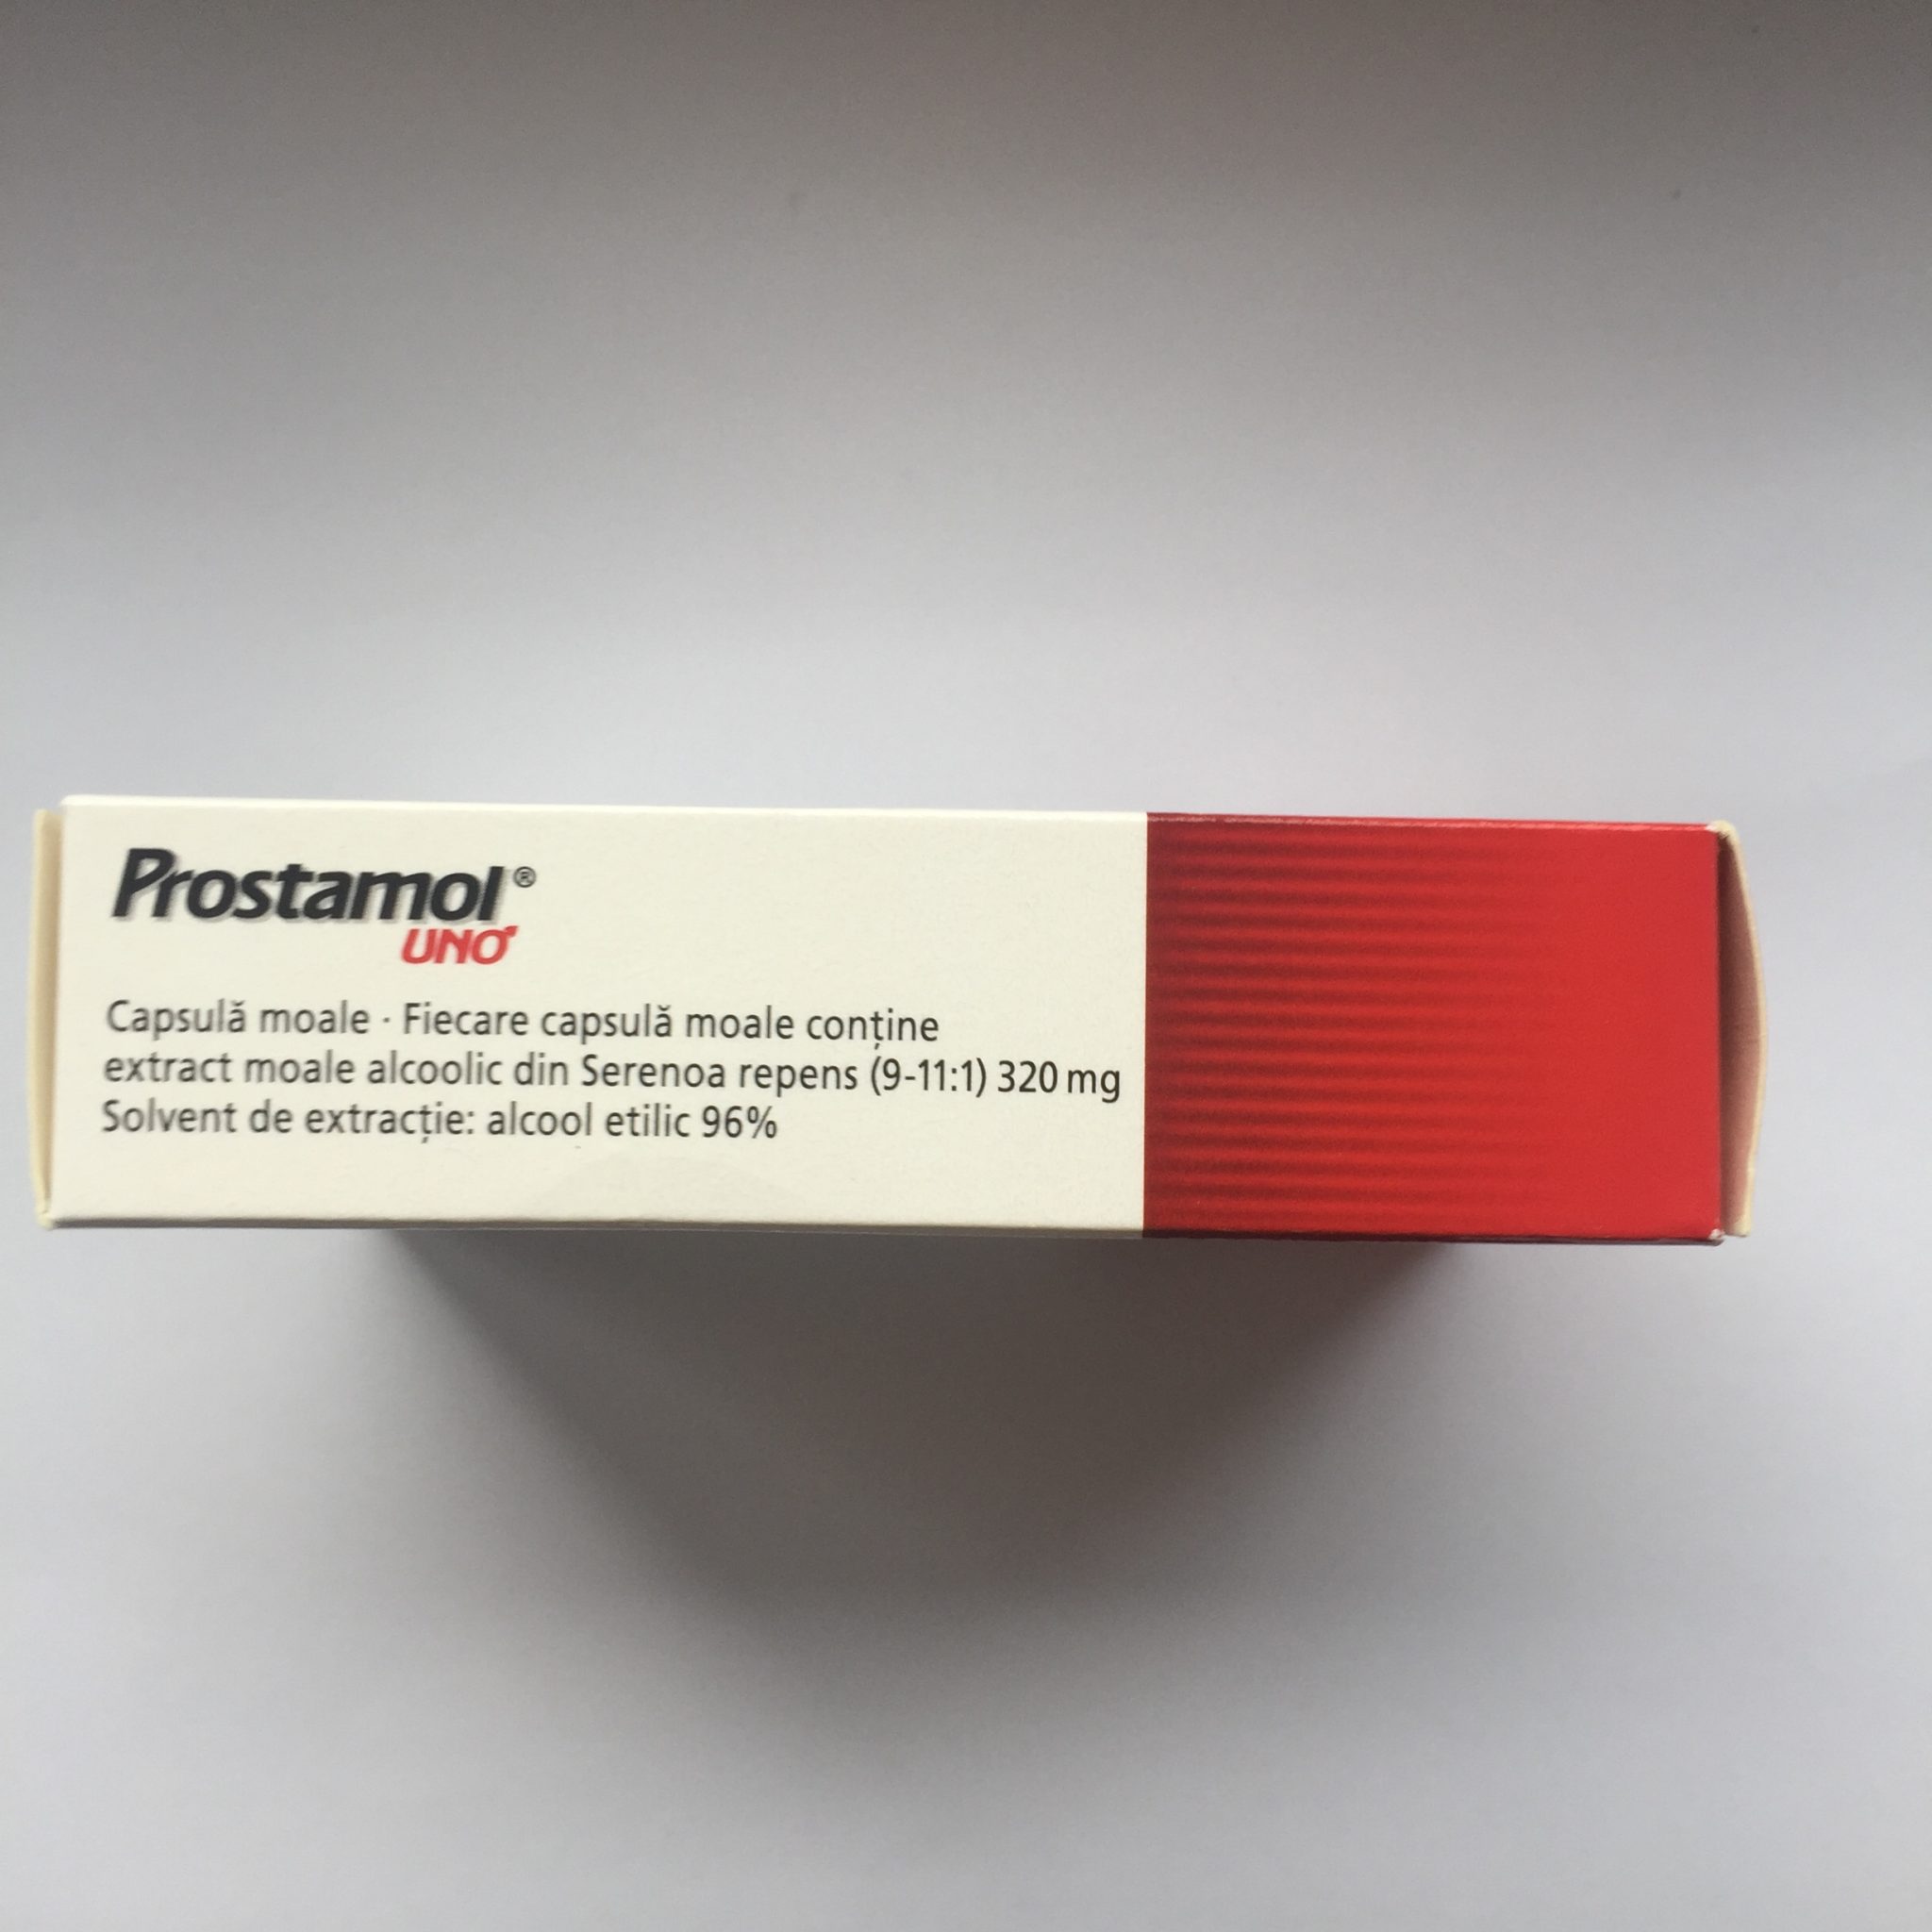 Prostamol®
UNO
Capsulă moale · Fiecare capsulă moale conține
extract moale alcoolic din Serenoa repens (9-11:1) 320 mg
Solvent de extracție: alcool etilic 96%